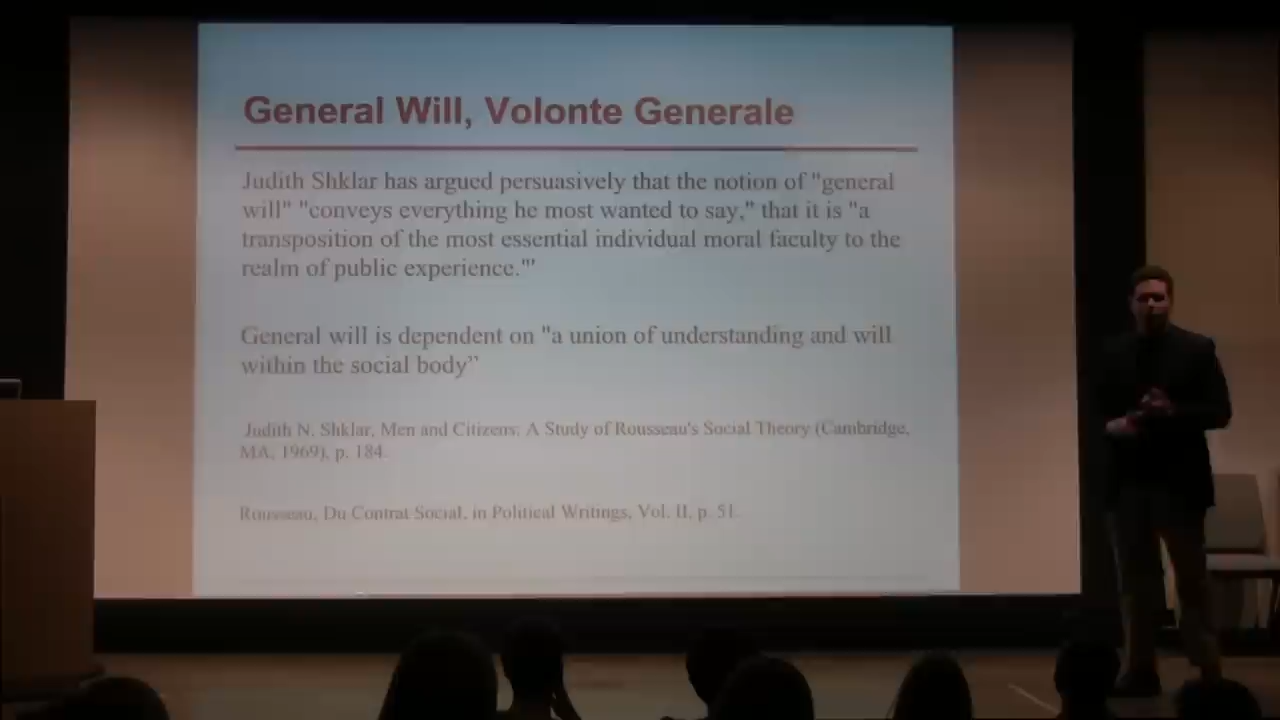 General Will, Volonte Generale
Judith Shklar has argued persuasively that the notion of "general
will" "conveys everything he most wanted to say," that it is "a
transposition of the most essential individual moral faculty to the
realm of public experience."'
General will is dependent on "a union of understanding and will
within the social body”
Judith N. Shklar, Men and Citizens: A Study of Rousseau's Social Theory (Cambridge,
MA, 1969), p. 184.
Rousseau, Du Contrat Social, in Political Writings, Vol. II, p. 51.